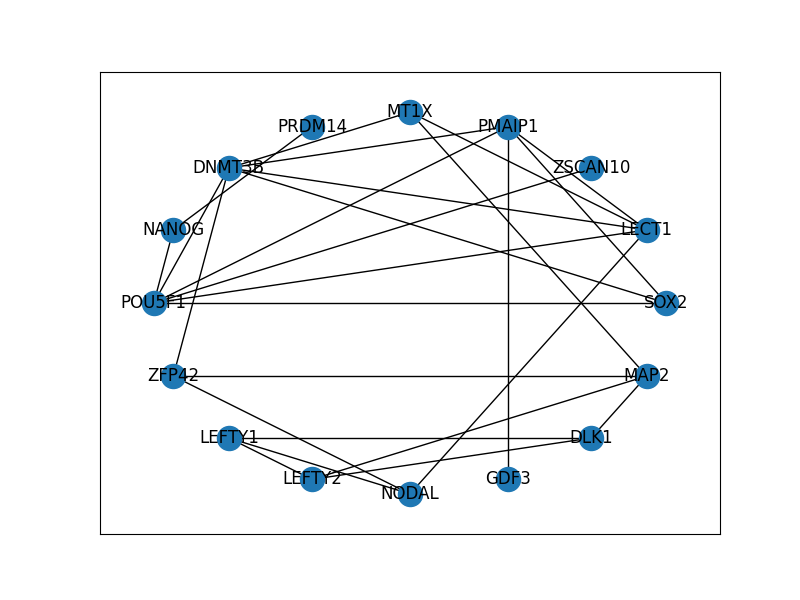 MT1X
PRDM14
PMAIP1
DNMT3B
ZSCAN10
NANOG
LECT1
POU5F1
SOX2
ZFP42
MAP2
LEFTY1
DLK1
LEFTY2
GDF3
NODAL